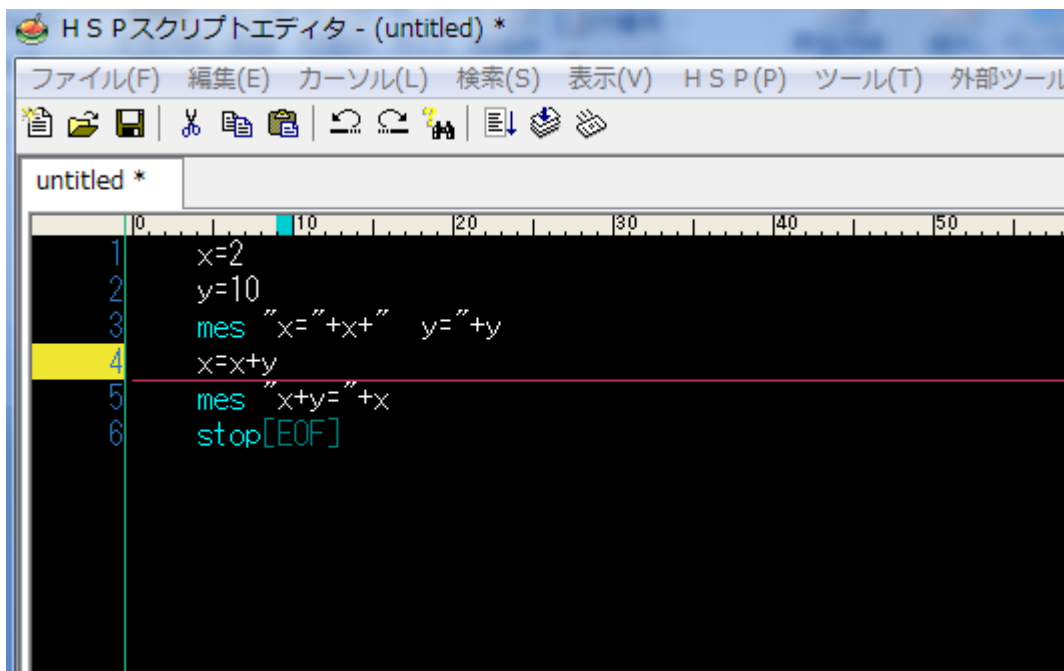 ＨＳＰスクリプトエディタ - (untitled) *
ファイル(F) 編集(E) カーソル(L) 検索(S) 表示(V) ＨＳＰ(P) ツール(T) 外部ツール
untitled *
0 10 20 30 40 50
1 x=2
2 y=10
3 mes "x="+x+"  y="+y
4 x=x+y
5 mes "x+y="+x
6 stop[EOF]